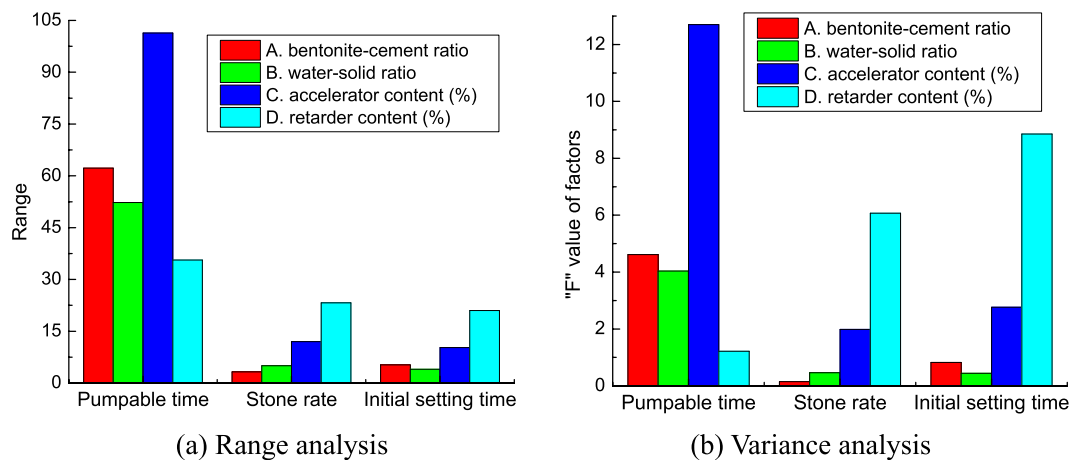 105
90
75
60
45
30
15
0
Range
A. bentonite-cement ratio
B. water-solid ratio
C. accelerator content (%)
D. retarder content (%)
Pumpable time
Stone rate
Initial setting time
(a) Range analysis
12
10
8
6
4
2
0
"F" value of factors
A. bentonite-cement ratio
B. water-solid ratio
C. accelerator content (%)
D. retarder content (%)
Pumpable time
Stone rate
Initial setting time
(b) Variance analysis